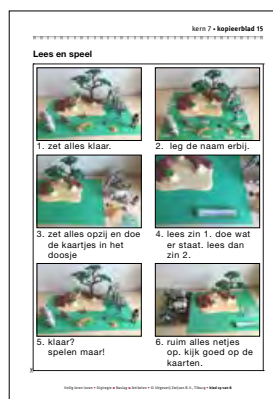 kern 7 • kopieerblad 15
Lees en speel
1. zet alles klaar.
2. leg de naam erbij.
3. zet alles opzij en doe
de kaartjes in het
doosje
4. lees zin 1. doe wat
er staat. lees dan
zin 2.
5. klaar?
spelen maar!
6. ruim alles netjes
op. kijk goed op de
kaarten.